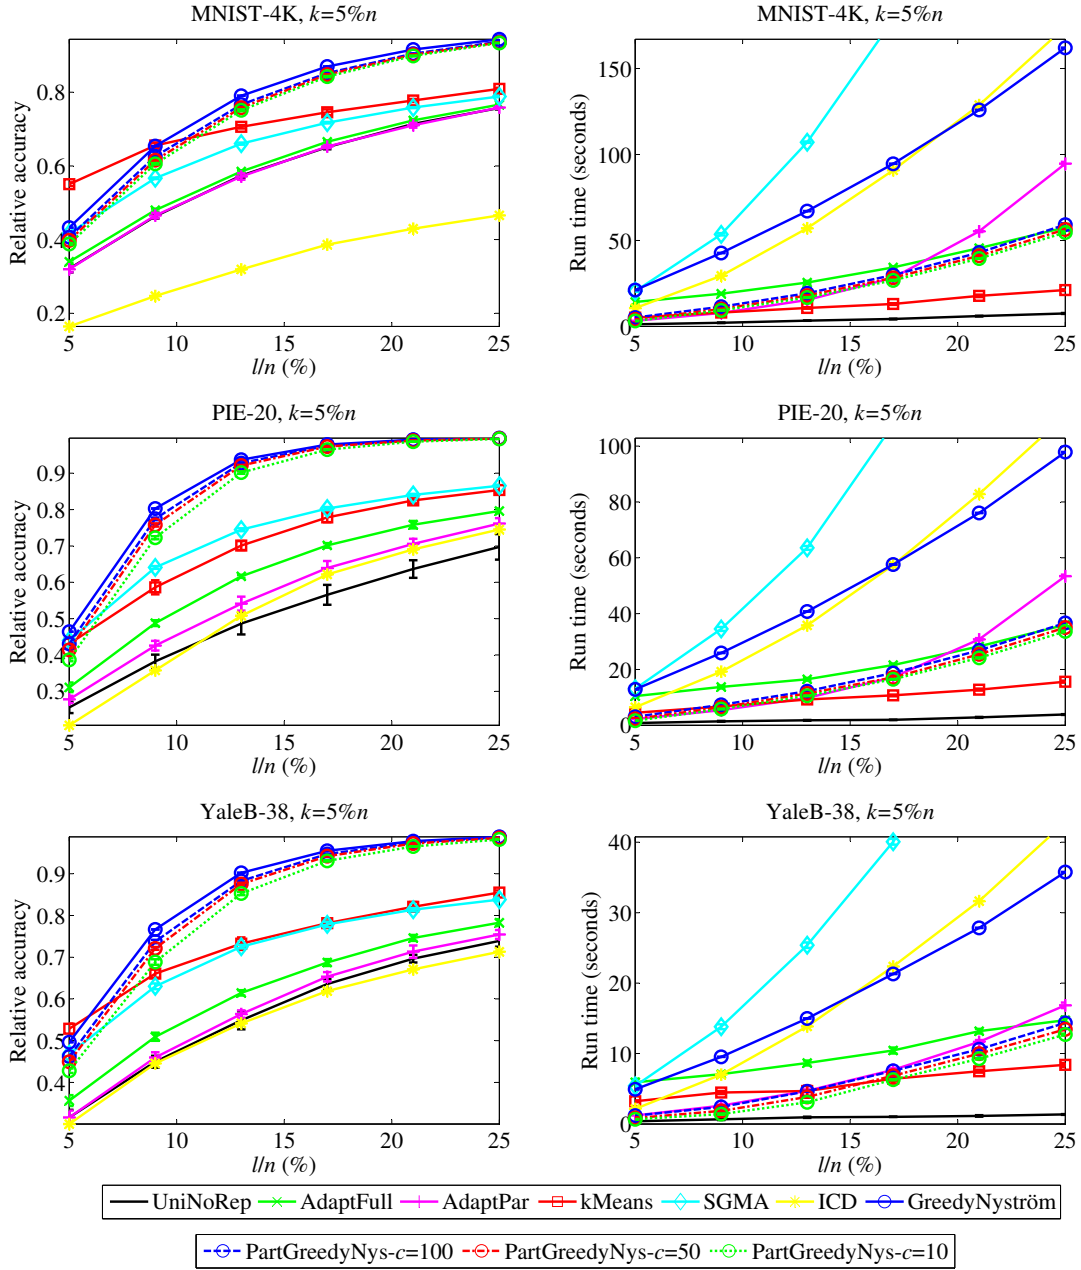 MNIST-4K, k=5%n
Relative accuracy
0.8
0.6
0.4
0.2
5 10 15 20 25
l/n (%)
MNIST-4K, k=5%n
Run time (seconds)
150
100
50
0
5 10 15 20 25
l/n (%)
PIE-20, k=5%n
Relative accuracy
0.9
0.8
0.7
0.6
0.5
0.4
0.3
5 10 15 20 25
l/n (%)
PIE-20, k=5%n
Run time (seconds)
100
80
60
40
20
0
5 10 15 20 25
l/n (%)
YaleB-38, k=5%n
Relative accuracy
0.9
0.8
0.7
0.6
0.5
0.4
5 10 15 20 25
l/n (%)
YaleB-38, k=5%n
Run time (seconds)
40
30
20
10
0
5 10 15 20 25
l/n (%)
UniNoRep AdaptFull AdaptPar kMeans SGMA ICD GreedyNyström
PartGreedyNys-c=100 PartGreedyNys-c=50 PartGreedyNys-c=10